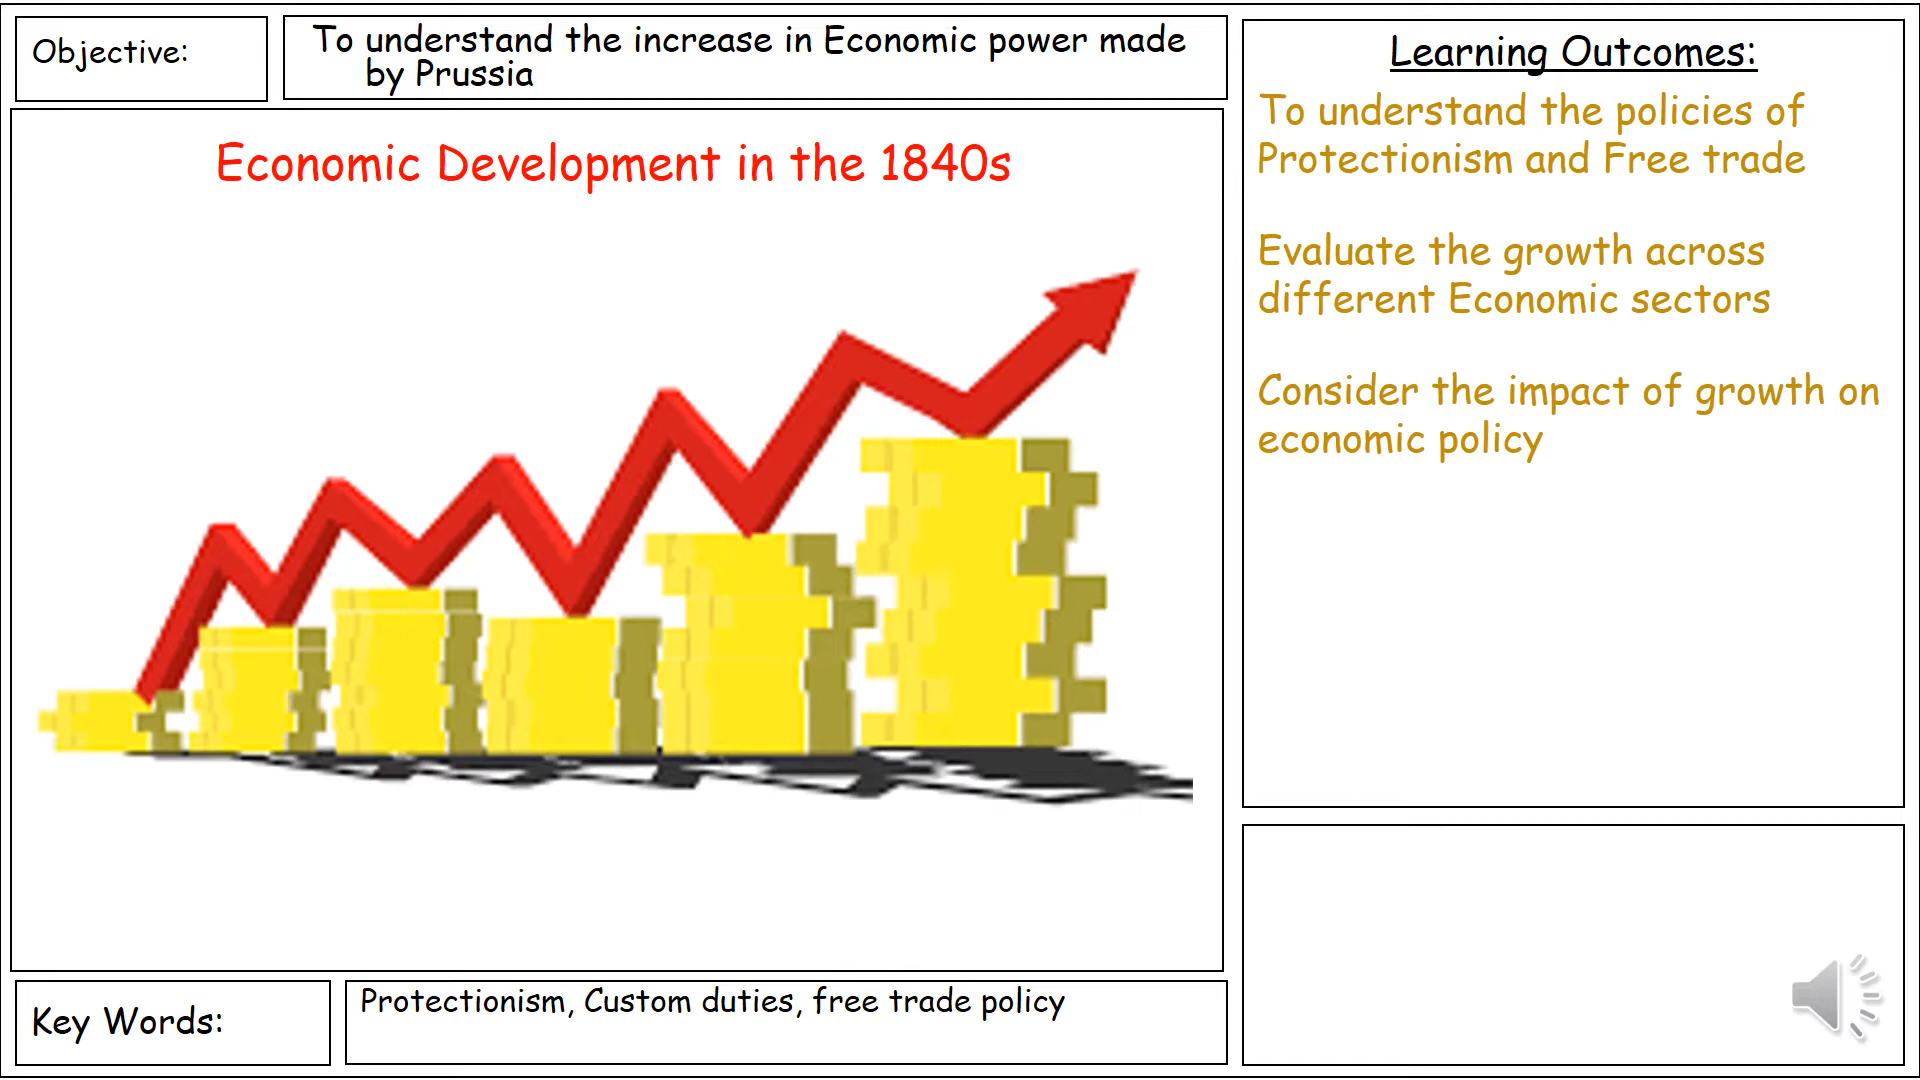 Objective:
To understand the increase in Economic power made
by Prussia
Economic Development in the 1840s
Learning Outcomes:
To understand the policies of
Protectionism and Free trade
Evaluate the growth across
different Economic sectors
Consider the impact of growth on
economic policy
Key Words:
Protectionism, Custom duties, free trade policy